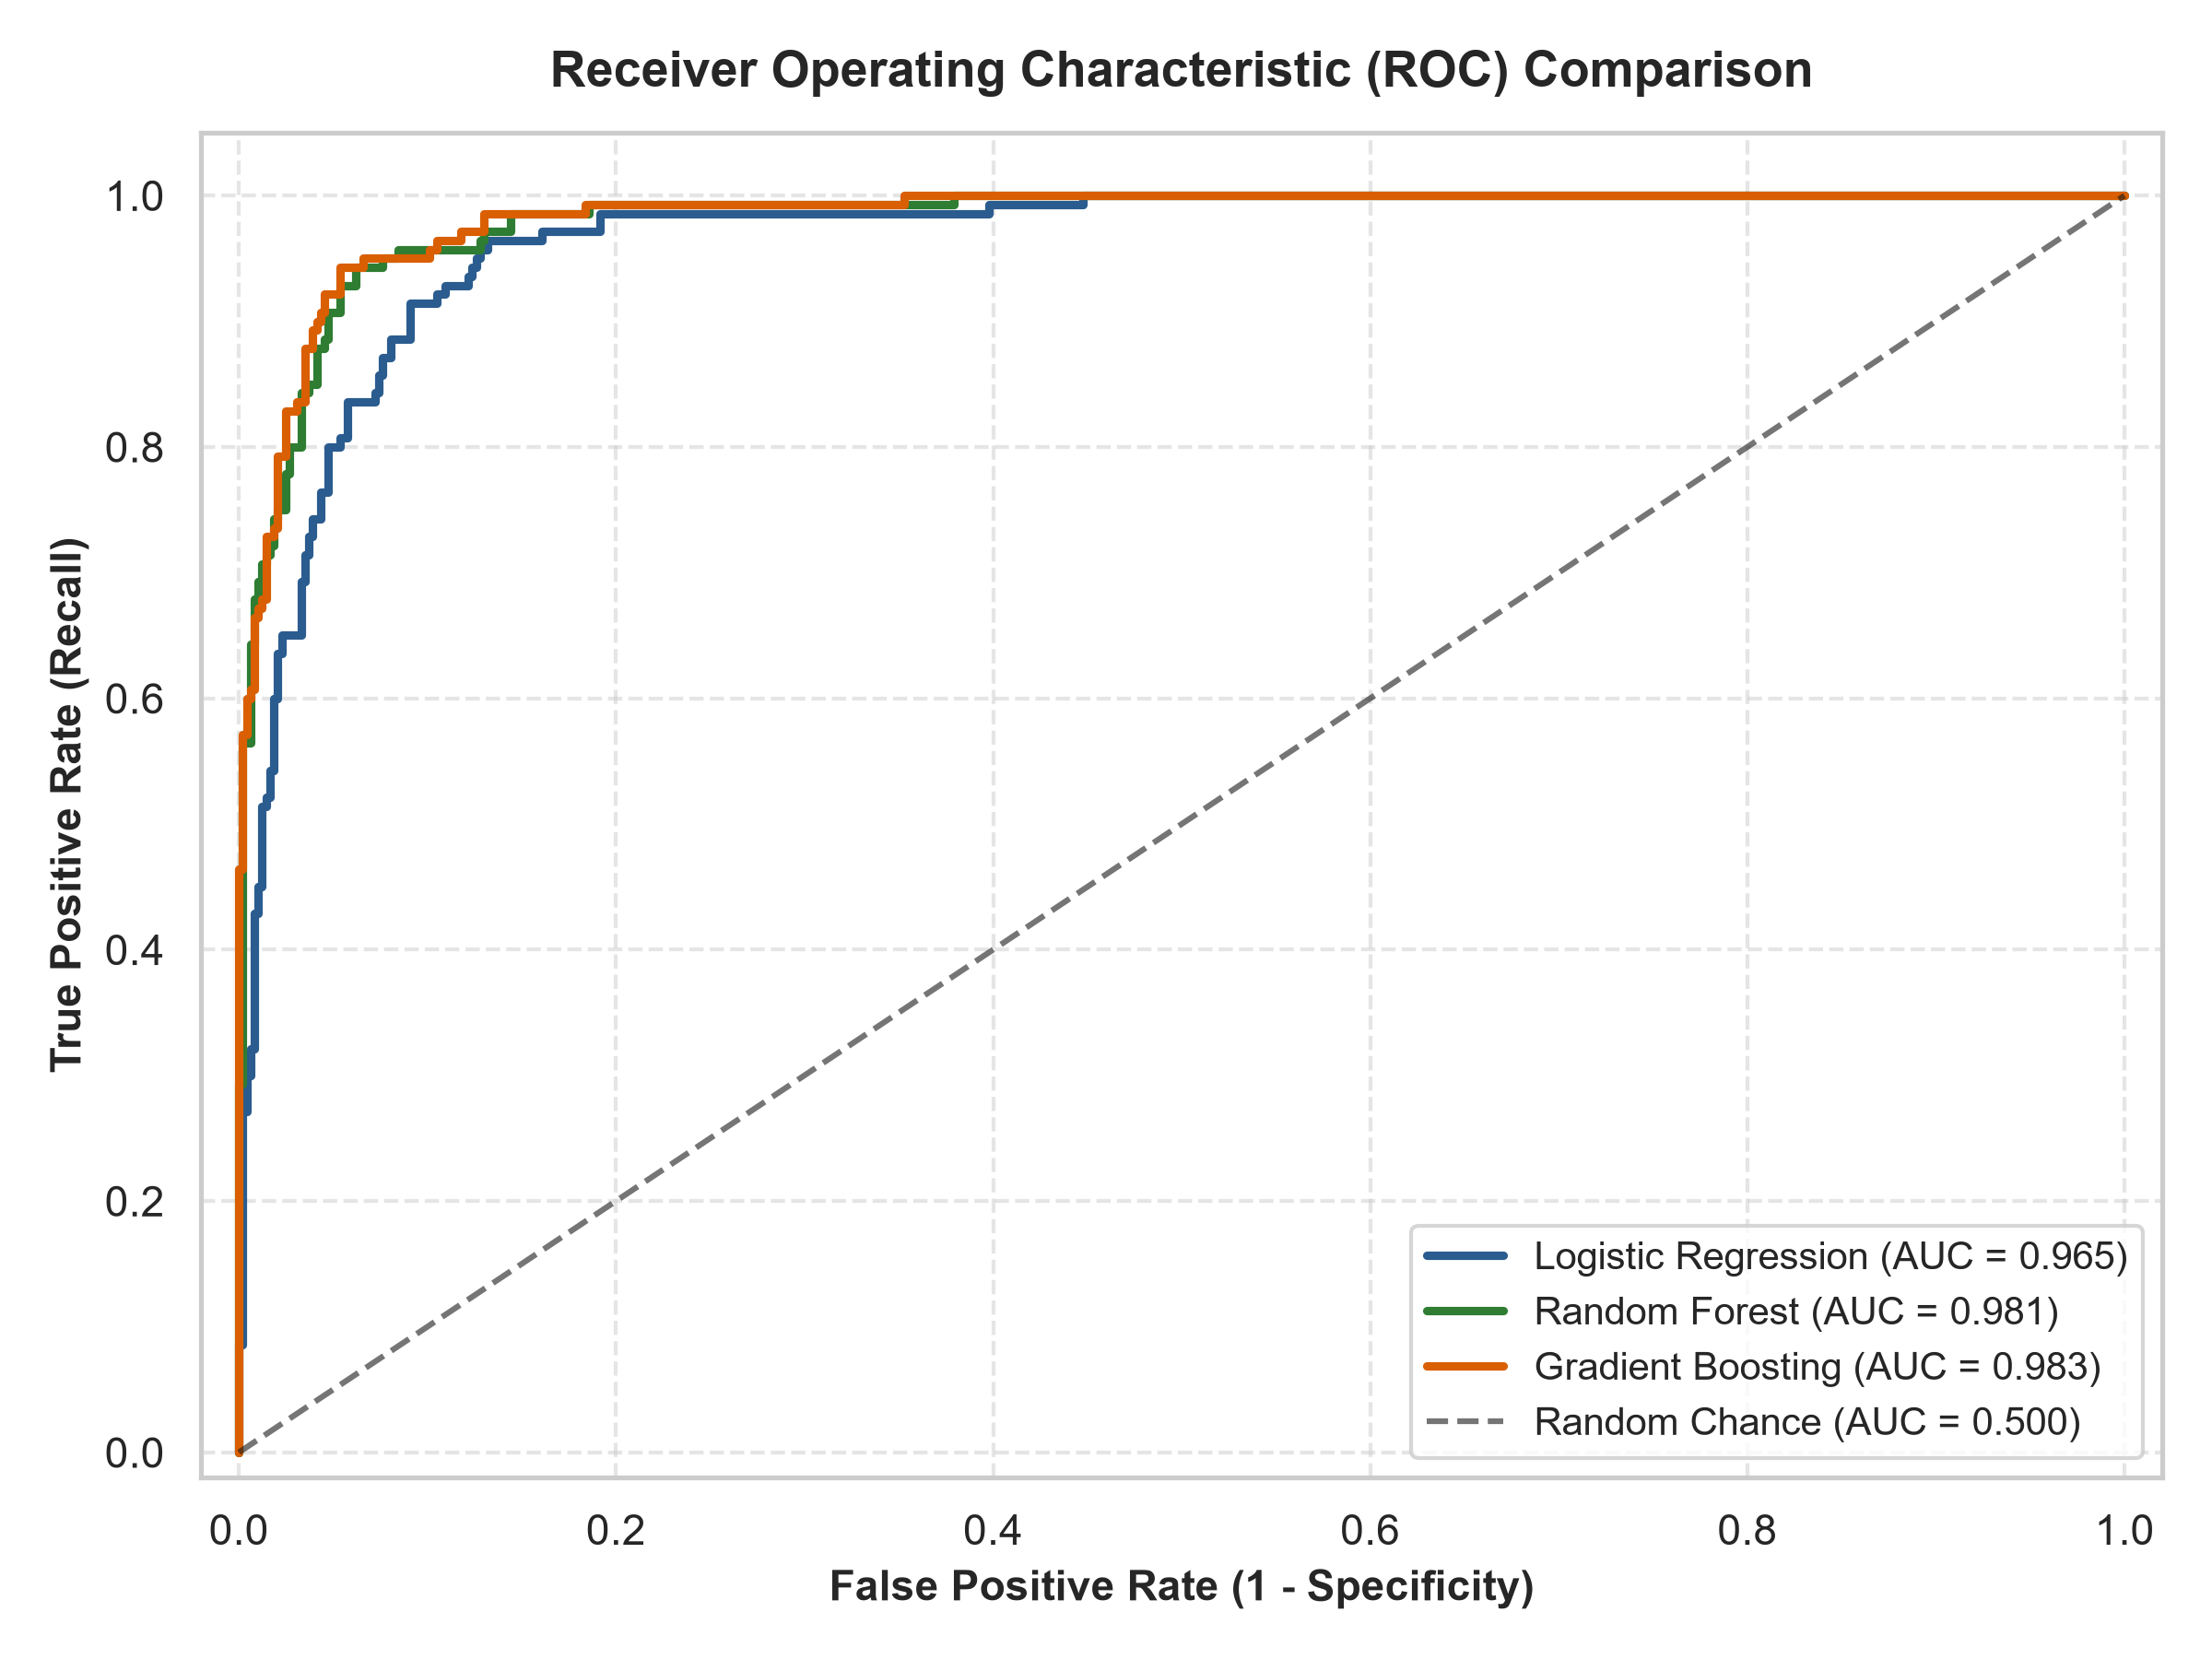 Receiver Operating Characteristic (ROC) Comparison
1.0
0.8
0.6
0.4
0.2
0.0
True Positive Rate (Recall)
Logistic Regression (AUC = 0.965)
Random Forest (AUC = 0.981)
Gradient Boosting (AUC = 0.983)
Random Chance (AUC = 0.500)
0.0 0.2 0.4 0.6 0.8 1.0
False Positive Rate (1 - Specificity)